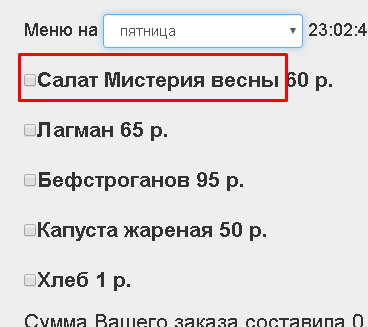 Меню на пятница 23:02:4
Салат Мистерия весны 60 р.
Лагман 65 р.
Бефстроганов 95 р.
Капуста жареная 50 р.
Хлеб 1 р.
Сумма Вашего заказа составила 0